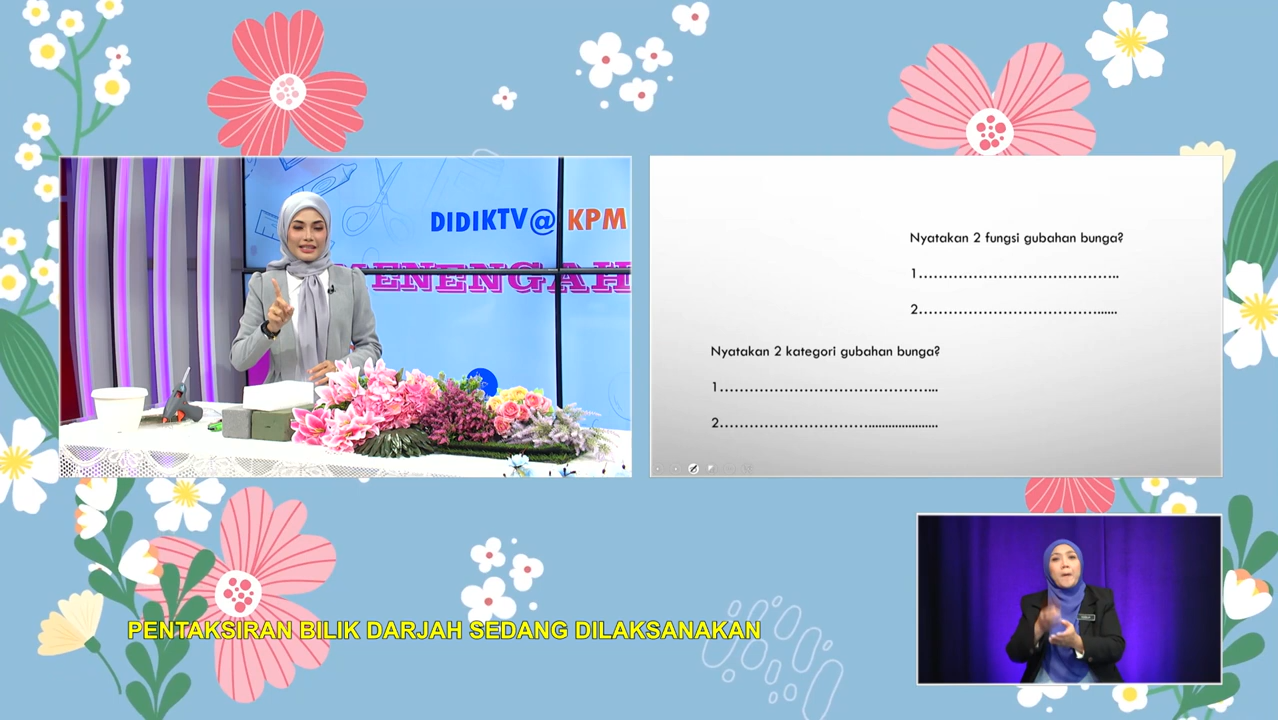 DIDIKTV@ KPM
MENENGAH
Nyatakan 2 fungsi gubahan bunga?
1……………………………………..
2………………………………......
Nyatakan 2 kategori gubahan bunga?
1……………………………………...
2…………………………......................
PENTAKSIRAN BILIK DARJAH SEDANG DILAKSANAKAN